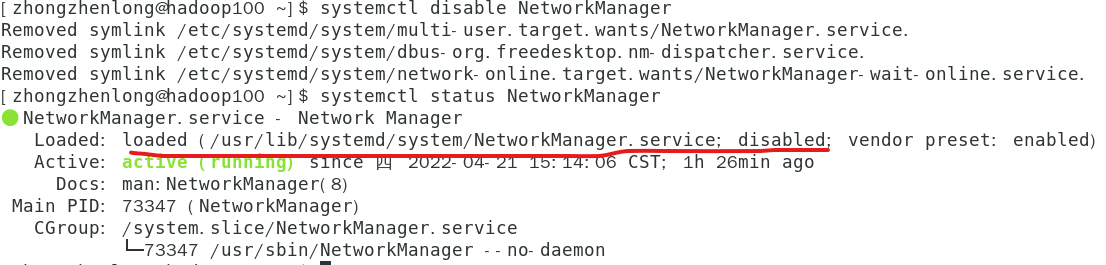 [zhongzhenlong@hadoop100 ~]$ systemctl disable NetworkManager
Removed symlink /etc/systemd/system/multi-user.target.wants/NetworkManager.service.
Removed symlink /etc/systemd/system/dbus-org.freedesktop.nm-dispatcher.service.
Removed symlink /etc/systemd/system/network-online.target.wants/NetworkManager-wait-online.service.
[zhongzhenlong@hadoop100 ~]$ systemctl status NetworkManager
● NetworkManager.service - Network Manager
Loaded: loaded (/usr/lib/systemd/system/NetworkManager.service; disabled; vendor preset: enabled)
Active: active (running) since 四 2022-04-21 15:14:06 CST; 1h 26min ago
Docs: man:NetworkManager(8)
Main PID: 73347 (NetworkManager)
CGroup: /system.slice/NetworkManager.service
└─73347 /usr/sbin/NetworkManager --no-daemon